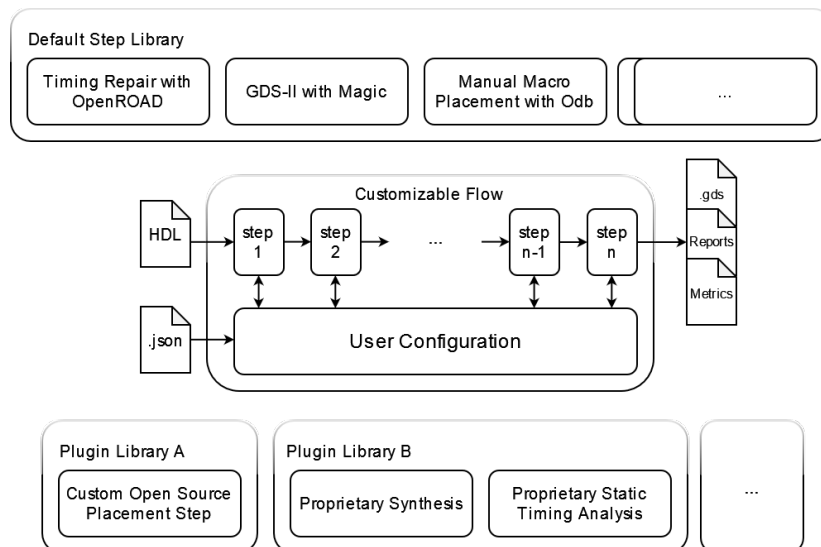 Default Step Library
Timing Repair with
OpenROAD
GDS-II with Magic
Manual Macro
Placement with Odb
...
Customizable Flow
HDL
step
1
step
2
...
step
n-1
step
n
.gds
Reports
Metrics
.json
User Configuration
Plugin Library A
Custom Open Source
Placement Step
Plugin Library B
Proprietary Synthesis
Proprietary Static
Timing Analysis
...